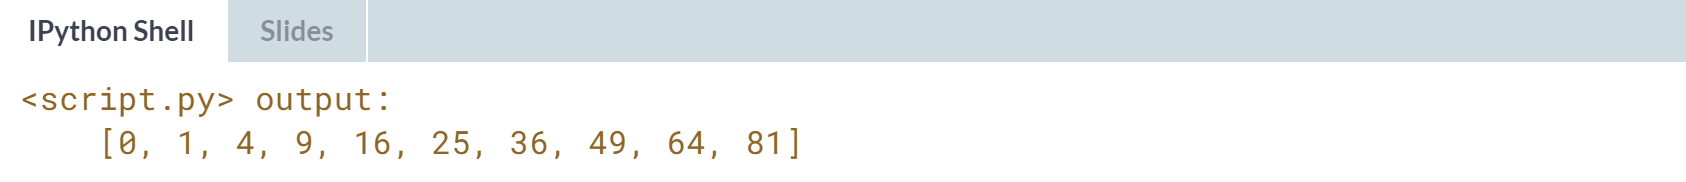 IPython Shell Slides
<script.py> output:
[0, 1, 4, 9, 16, 25, 36, 49, 64, 81]